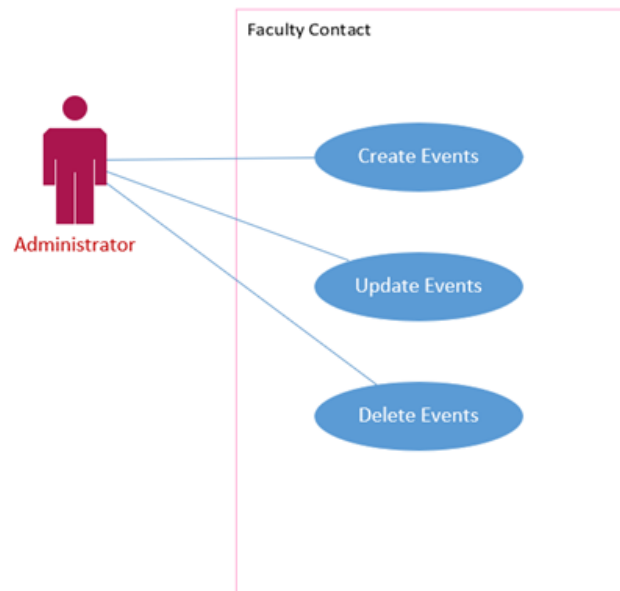 Faculty Contact
Create Events
Administrator
Update Events
Delete Events